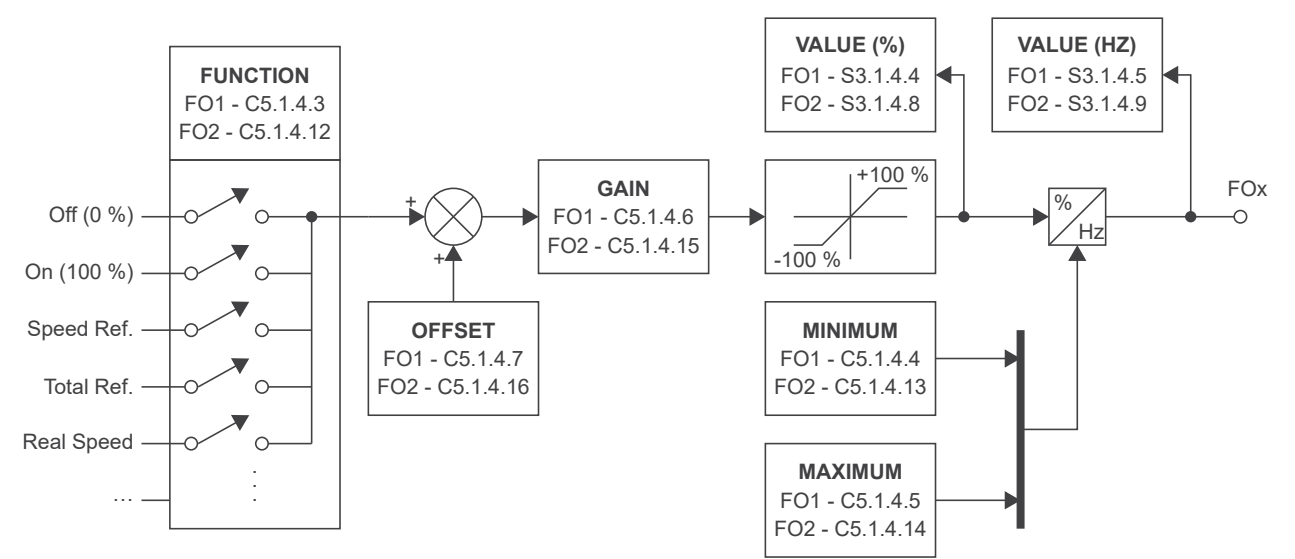 FUNCTION
FO1 - C5.1.4.3
FO2 - C5.1.4.12
Off (0 %)
On (100 %)
Speed Ref.
Total Ref.
Real Speed
...
+
+
OFFSET
FO1 - C5.1.4.7
FO2 - C5.1.4.16
GAIN
FO1 - C5.1.4.6
FO2 - C5.1.4.15
VALUE (%)
FO1 - S3.1.4.4
FO2 - S3.1.4.8
+100 %
-100 %
MINIMUM
FO1 - C5.1.4.4
FO2 - C5.1.4.13
MAXIMUM
FO1 - C5.1.4.5
FO2 - C5.1.4.14
VALUE (HZ)
FO1 - S3.1.4.5
FO2 - S3.1.4.9
%
Hz
FOx